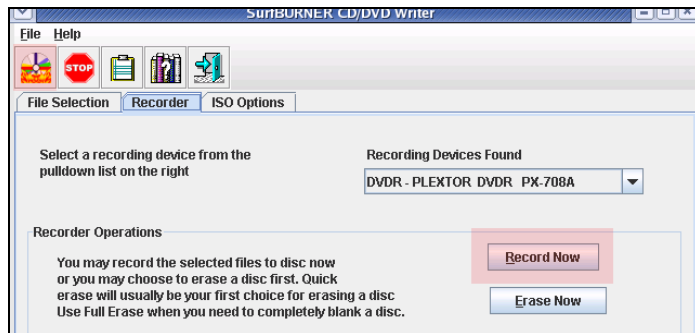 SurfBURNER CD/DVD Writer
File Help
STOP
File Selection Recorder ISO Options
Select a recording device from the
pulldown list on the right
Recording Devices Found
DVDR - PLEXTOR DVDR PX-708A
Recorder Operations
You may record the selected files to disc now
or you may choose to erase a disc first. Quick
erase will usually be your first choice for erasing a disc
Use Full Erase when you need to completely blank a disc.
Record Now
Erase Now